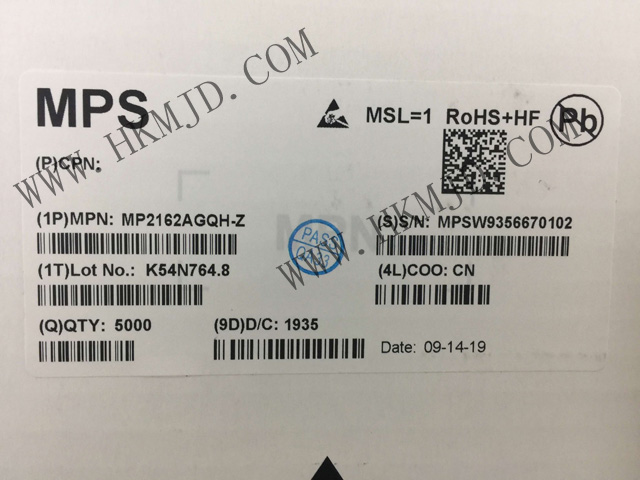 MPS
MSL=1 RoHS+HF Pb
(P)CPN:
(1P)MPN: MP2162AGQH-Z
(S)S/N: MPSW9356670102
(1T)Lot No.: K54N764.8
(4L)COO: CN
(Q)QTY: 5000
(9D)D/C: 1935
Date: 09-14-19
PASS
WWW.HKMJD.COM
WWW.HKMJD.COM